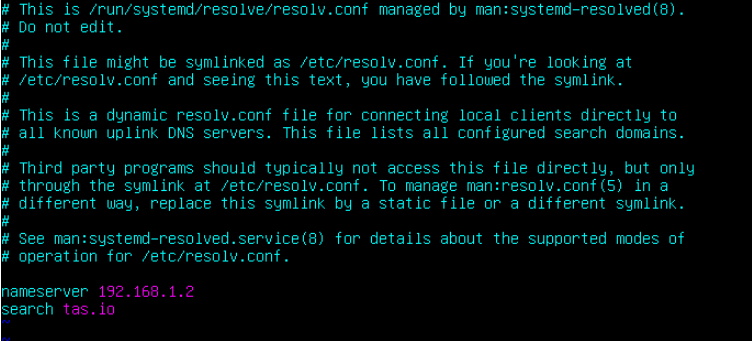 # This is /run/systemd/resolve/resolv.conf managed by man:systemd-resolved(8).
# Do not edit.
#
# This file might be symlinked as /etc/resolv.conf. If you're looking at
# /etc/resolv.conf and seeing this text, you have followed the symlink.
#
# This is a dynamic resolv.conf file for connecting local clients directly to
# all known uplink DNS servers. This file lists all configured search domains.
#
# Third party programs should typically not access this file directly, but only
# through the symlink at /etc/resolv.conf. To manage man:resolv.conf(5) in a
# different way, replace this symlink by a static file or a different symlink.
#
# See man:systemd-resolved.service(8) for details about the supported modes of
# operation for /etc/resolv.conf.

nameserver 192.168.1.2
search tas.io
~
~